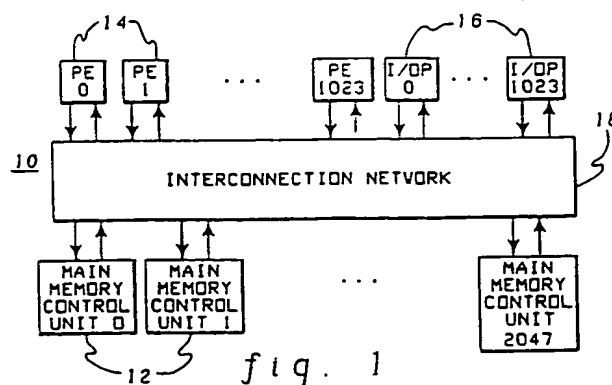 14
16
PE
0
PE
1
...
PE
1023
I/OP
0
...
I/OP
1023
18
10
INTERCONNECTION NETWORK
MAIN
MEMORY
CONTROL
UNIT 0
MAIN
MEMORY
CONTROL
UNIT 1
...
MAIN
MEMORY
CONTROL
UNIT
2047
12
fig. 1